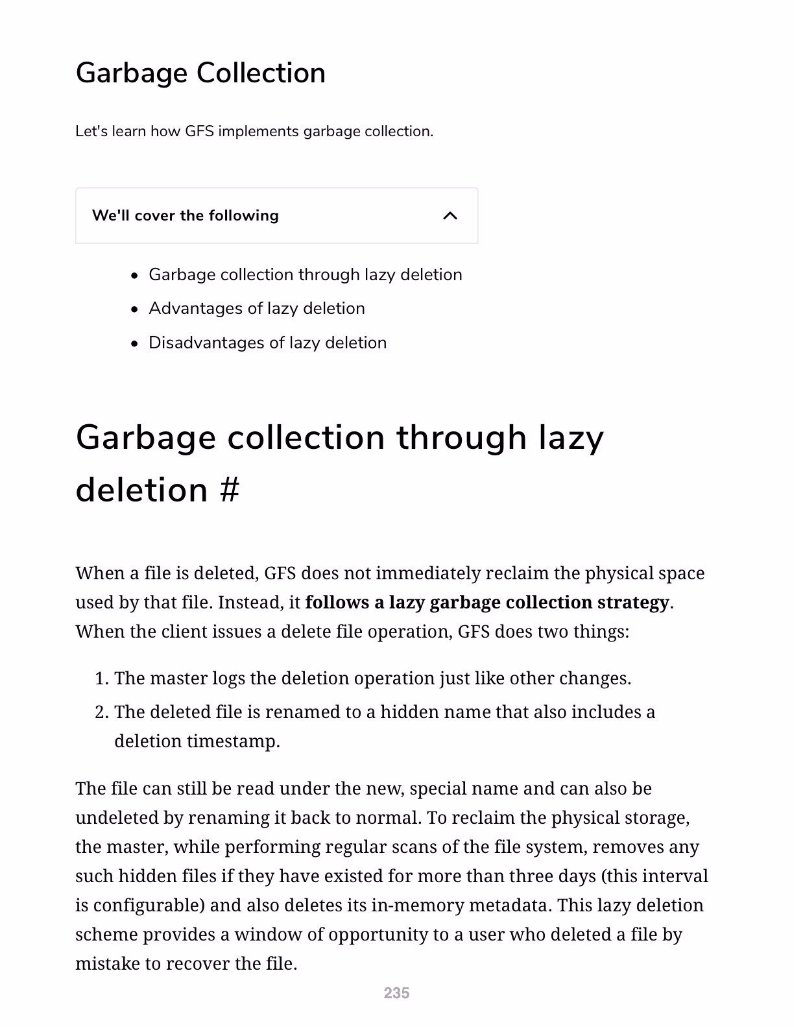 Garbage Collection
Let's learn how GFS implements garbage collection.
We'll cover the following
• Garbage collection through lazy deletion
• Advantages of lazy deletion
• Disadvantages of lazy deletion
Garbage collection through lazy
deletion #
When a file is deleted, GFS does not immediately reclaim the physical space
used by that file. Instead, it follows a lazy garbage collection strategy.
When the client issues a delete file operation, GFS does two things:
1. The master logs the deletion operation just like other changes.
2. The deleted file is renamed to a hidden name that also includes a
deletion timestamp.
The file can still be read under the new, special name and can also be
undeleted by renaming it back to normal. To reclaim the physical storage,
the master, while performing regular scans of the file system, removes any
such hidden files if they have existed for more than three days (this interval
is configurable) and also deletes its in-memory metadata. This lazy deletion
scheme provides a window of opportunity to a user who deleted a file by
mistake to recover the file.
235